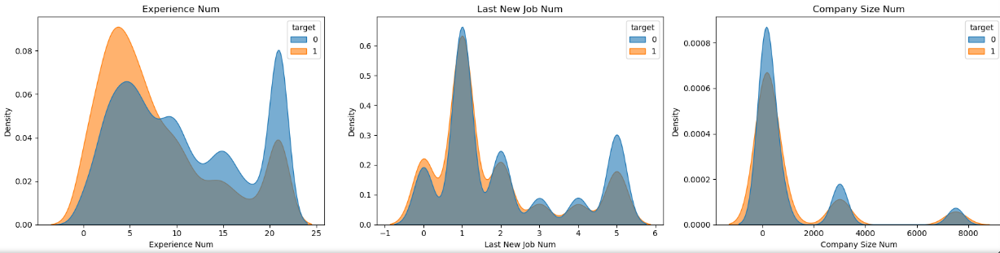 Experience Num
target
0
1
0.08
0.06
0.04
0.02
0.00
Density
0 5 10 15 20 25
Experience Num
Last New Job Num
target
0
1
0.6
0.5
0.4
0.3
0.2
0.1
0.0
Density
−1 0 1 2 3 4 5 6
Last New Job Num
Company Size Num
target
0
1
0.0008
0.0006
0.0004
0.0002
0.0000
Density
0 2000 4000 6000 8000
Company Size Num